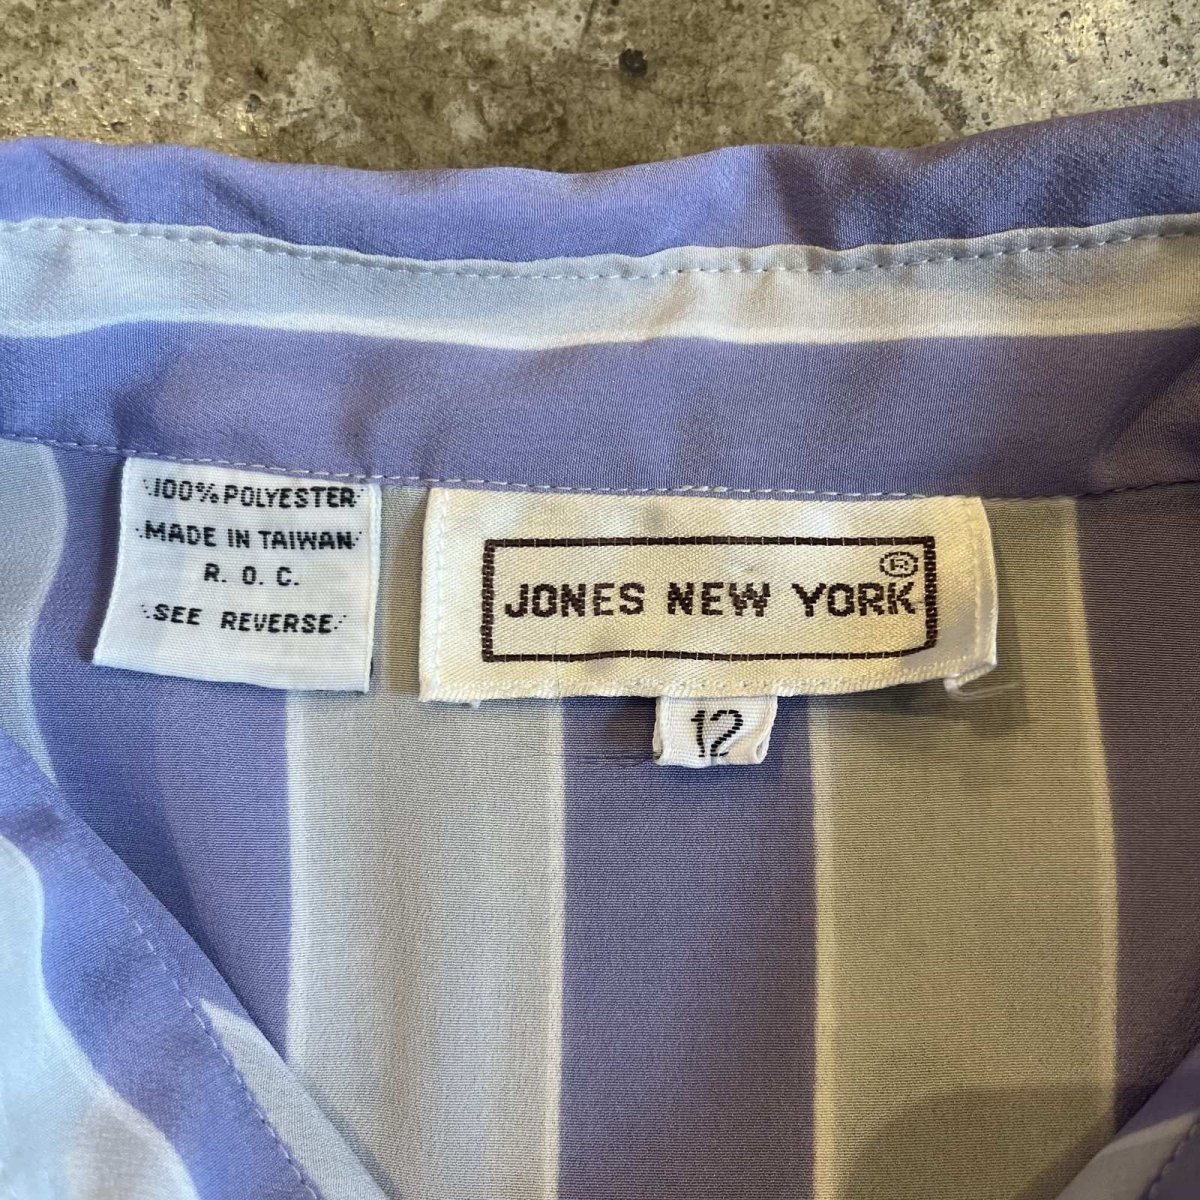 100% POLYESTER
MADE IN TAIWAN
R. O. C.
SEE REVERSE
JONES NEW YORK ®
12